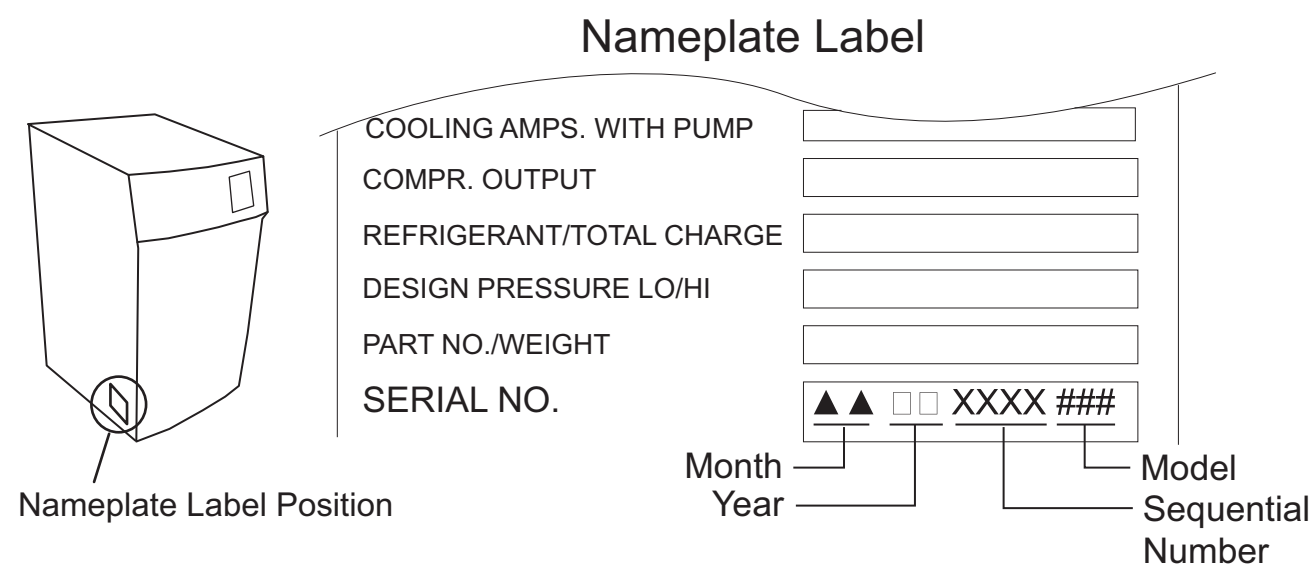 Nameplate Label
COOLING AMPS. WITH PUMP
COMPR. OUTPUT
REFRIGERANT/TOTAL CHARGE
DESIGN PRESSURE LO/HI
PART NO./WEIGHT
SERIAL NO. ▲▲ □□ XXXX ###
Month
Year
Model
Sequential
Number
Nameplate Label Position